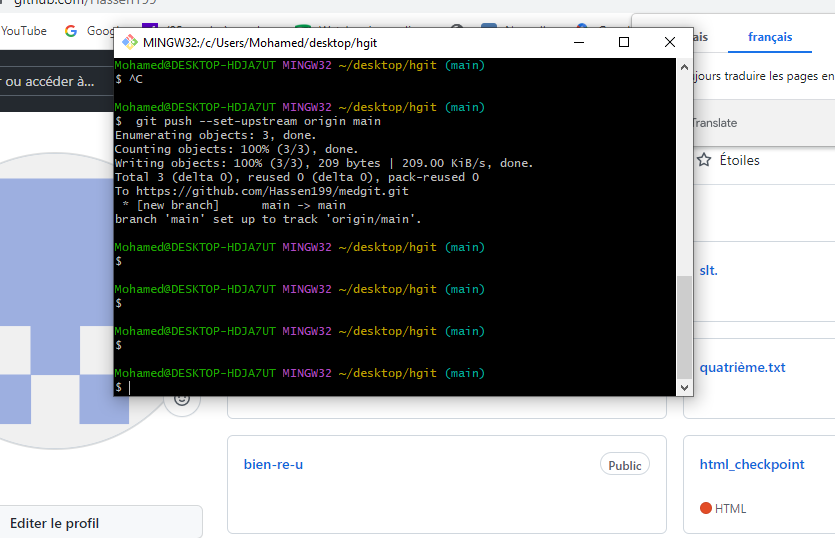 YouTube
MINGW32:/c/Users/Mohamed/desktop/hgit
français
r ou accéder à...
Mohamed@DESKTOP-HDJA7UT MINGW32 ~/desktop/hgit (main)
$ ^C
Mohamed@DESKTOP-HDJA7UT MINGW32 ~/desktop/hgit (main)
$  git push --set-upstream origin main
Enumerating objects: 3, done.
Counting objects: 100% (3/3), done.
Writing objects: 100% (3/3), 209 bytes | 209.00 KiB/s, done.
Total 3 (delta 0), reused 0 (delta 0), pack-reused 0
To https://github.com/Hassen199/medgit.git
 * [new branch]      main -> main
branch 'main' set up to track 'origin/main'.
Mohamed@DESKTOP-HDJA7UT MINGW32 ~/desktop/hgit (main)
$
Mohamed@DESKTOP-HDJA7UT MINGW32 ~/desktop/hgit (main)
$
Mohamed@DESKTOP-HDJA7UT MINGW32 ~/desktop/hgit (main)
$
Mohamed@DESKTOP-HDJA7UT MINGW32 ~/desktop/hgit (main)
$
ujours traduire les pages en
Translate
Étoiles
slt.
quatrième.txt
bien-re-u
Public
html_checkpoint
HTML
Editer le profil